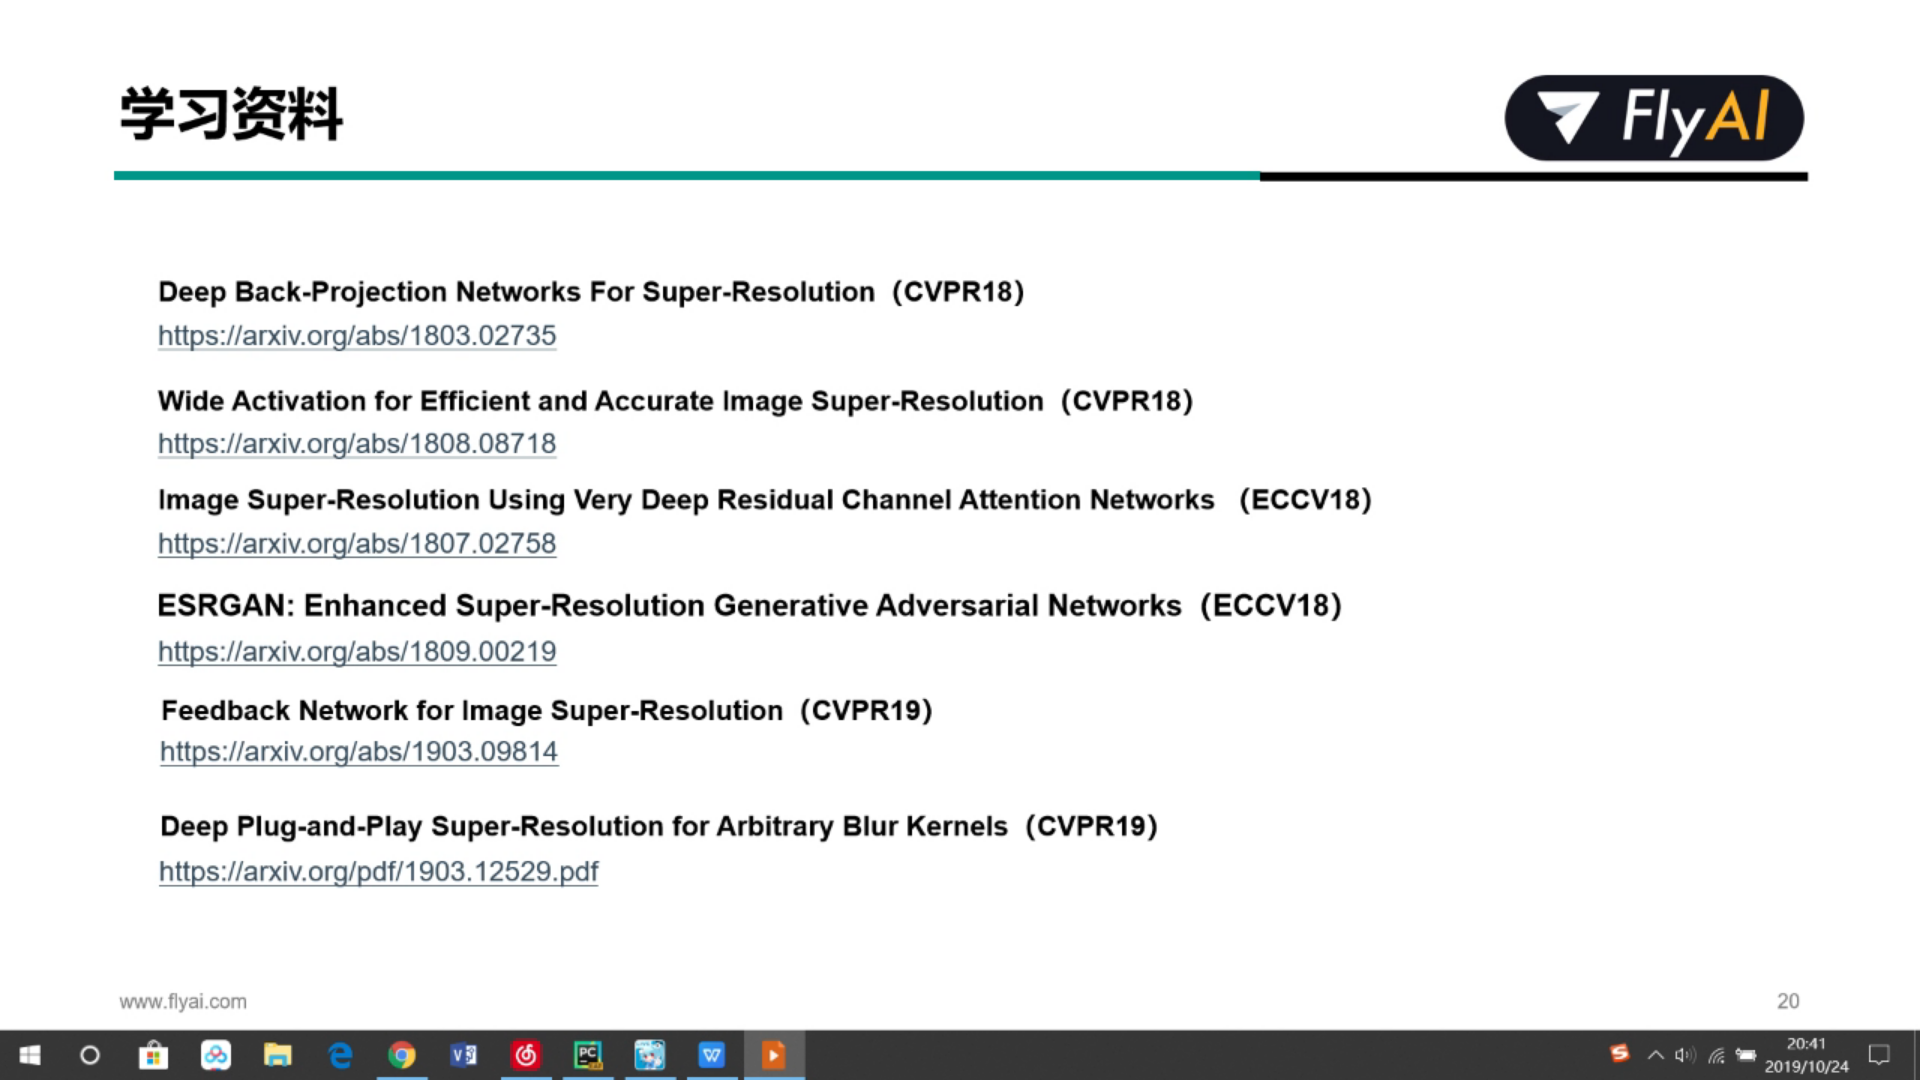 学习资料
FlyAI
Deep Back-Projection Networks For Super-Resolution（CVPR18）
https://arxiv.org/abs/1803.02735
Wide Activation for Efficient and Accurate Image Super-Resolution（CVPR18）
https://arxiv.org/abs/1808.08718
Image Super-Resolution Using Very Deep Residual Channel Attention Networks （ECCV18）
https://arxiv.org/abs/1807.02758
ESRGAN: Enhanced Super-Resolution Generative Adversarial Networks（ECCV18）
https://arxiv.org/abs/1809.00219
Feedback Network for Image Super-Resolution（CVPR19）
https://arxiv.org/abs/1903.09814
Deep Plug-and-Play Super-Resolution for Arbitrary Blur Kernels（CVPR19）
https://arxiv.org/pdf/1903.12529.pdf
www.flyai.com
20
PC
W
20:41
2019/10/24